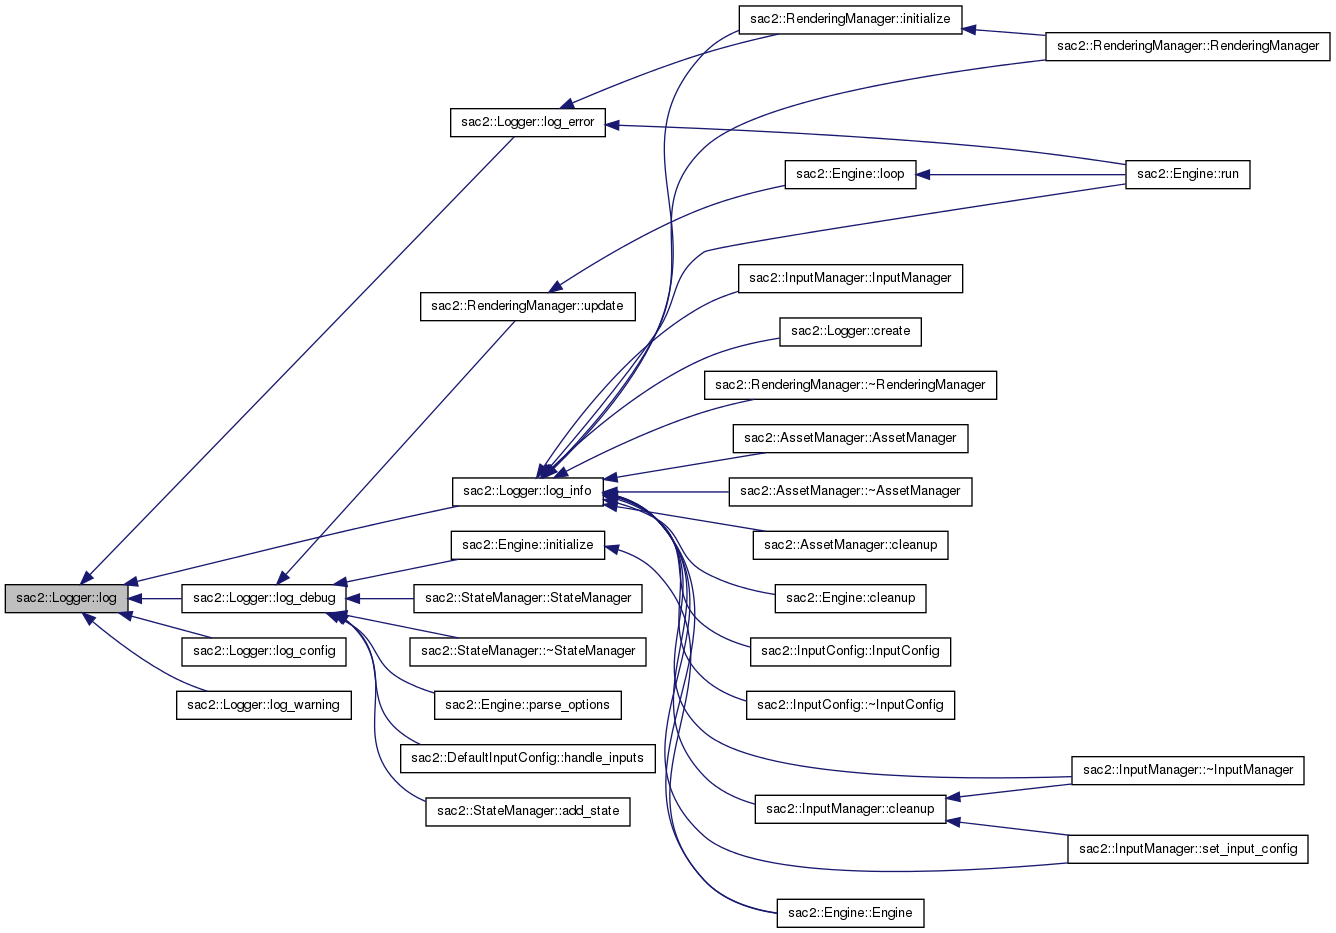 sac2::RenderingManager::initialize
sac2::RenderingManager::RenderingManager
sac2::Logger::log_error
sac2::Engine::loop
sac2::Engine::run
sac2::InputManager::InputManager
sac2::RenderingManager::update
sac2::Logger::create
sac2::RenderingManager::~RenderingManager
sac2::AssetManager::AssetManager
sac2::Logger::log_info
sac2::AssetManager::~AssetManager
sac2::Engine::initialize
sac2::AssetManager::cleanup
sac2::Logger::log
sac2::Logger::log_debug
sac2::StateManager::StateManager
sac2::Engine::cleanup
sac2::Logger::log_config
sac2::StateManager::~StateManager
sac2::InputConfig::InputConfig
sac2::Logger::log_warning
sac2::Engine::parse_options
sac2::InputConfig::~InputConfig
sac2::DefaultInputConfig::handle_inputs
sac2::InputManager::~InputManager
sac2::StateManager::add_state
sac2::InputManager::cleanup
sac2::InputManager::set_input_config
sac2::Engine::Engine